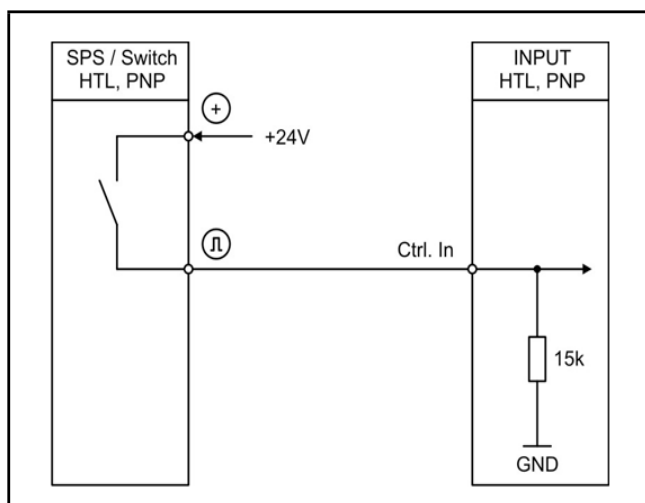 SPS / Switch
HTL, PNP
INPUT
HTL, PNP
+
+24V
Ctrl. In
15k
GND